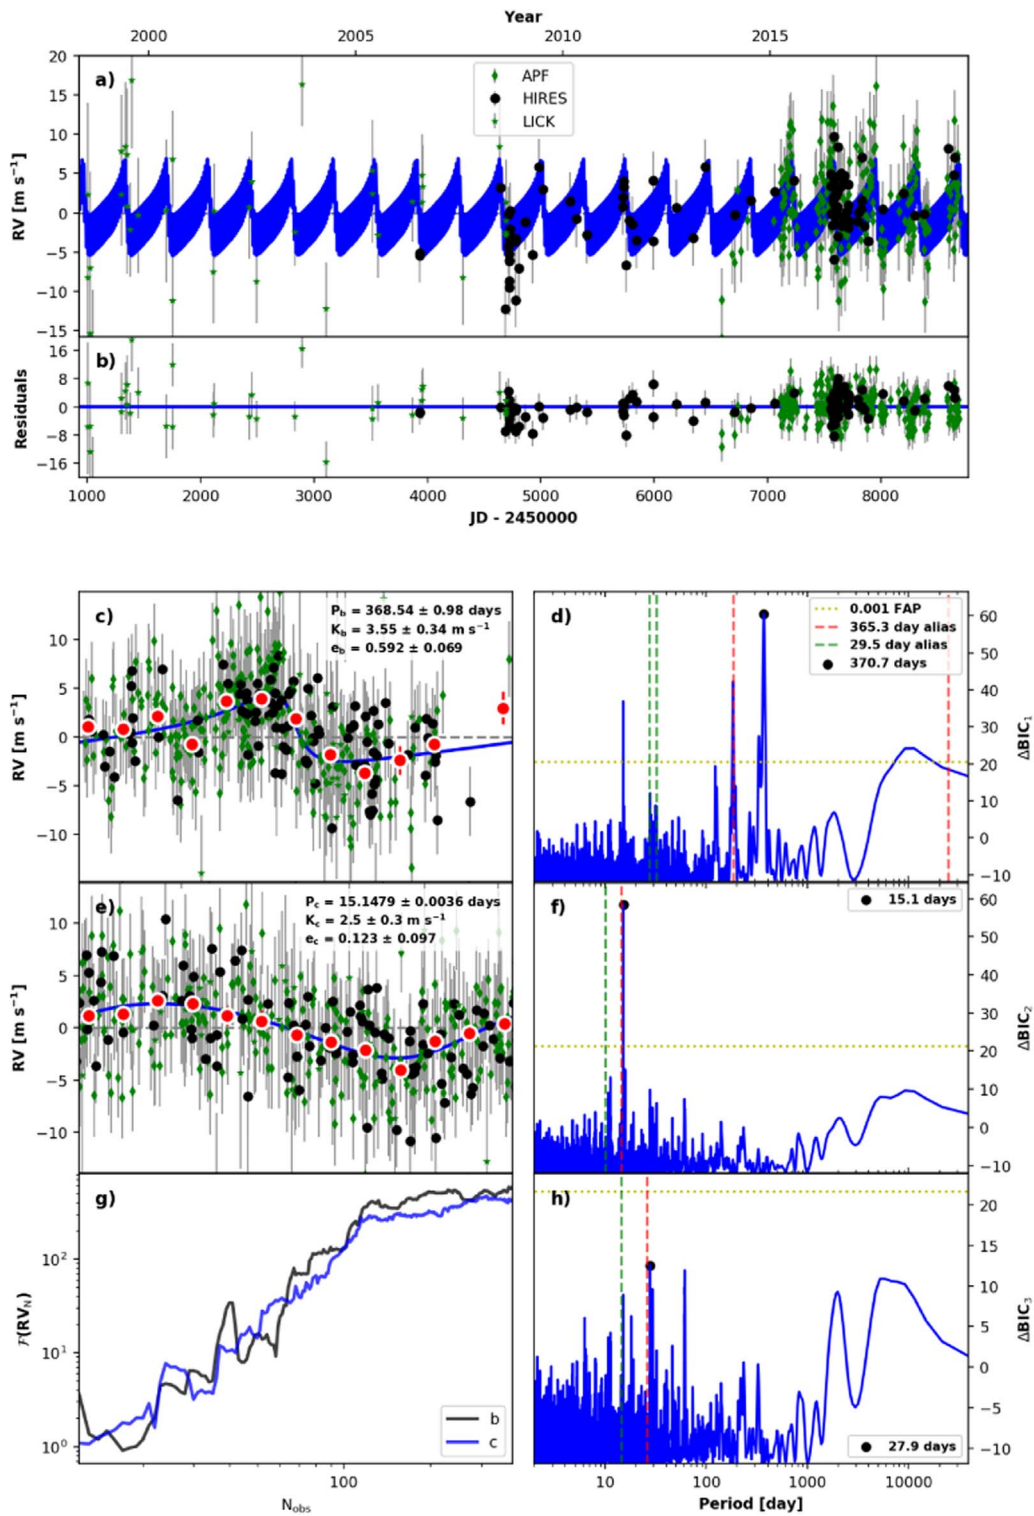 Year
2000 2005 2010 2015
a)
APF
HIRES
LICK
20
15
10
5
0
−5
−10
−15
RV [m s⁻¹]
b)
16
8
0
−8
−16
Residuals
1000 2000 3000 4000 5000 6000 7000 8000
JD - 2450000
c)
P_b = 368.54 ± 0.98 days
K_b = 3.55 ± 0.34 m s⁻¹
e_b = 0.592 ± 0.069
10
5
0
−5
−10
RV [m s⁻¹]
d)
0.001 FAP
365.3 day alias
29.5 day alias
370.7 days
60
50
40
30
20
10
0
−10
ΔBIC₁
e)
P_c = 15.1479 ± 0.0036 days
K_c = 2.5 ± 0.3 m s⁻¹
e_c = 0.123 ± 0.097
10
5
0
−5
−10
RV [m s⁻¹]
f)
15.1 days
60
50
40
30
20
10
0
−10
ΔBIC₂
g)
10²
10¹
10⁰
ℱ(RV_N)
b
c
100
N_obs
h)
20
15
10
5
0
−5
−10
ΔBIC₃
27.9 days
10 100 1000 10000
Period [day]